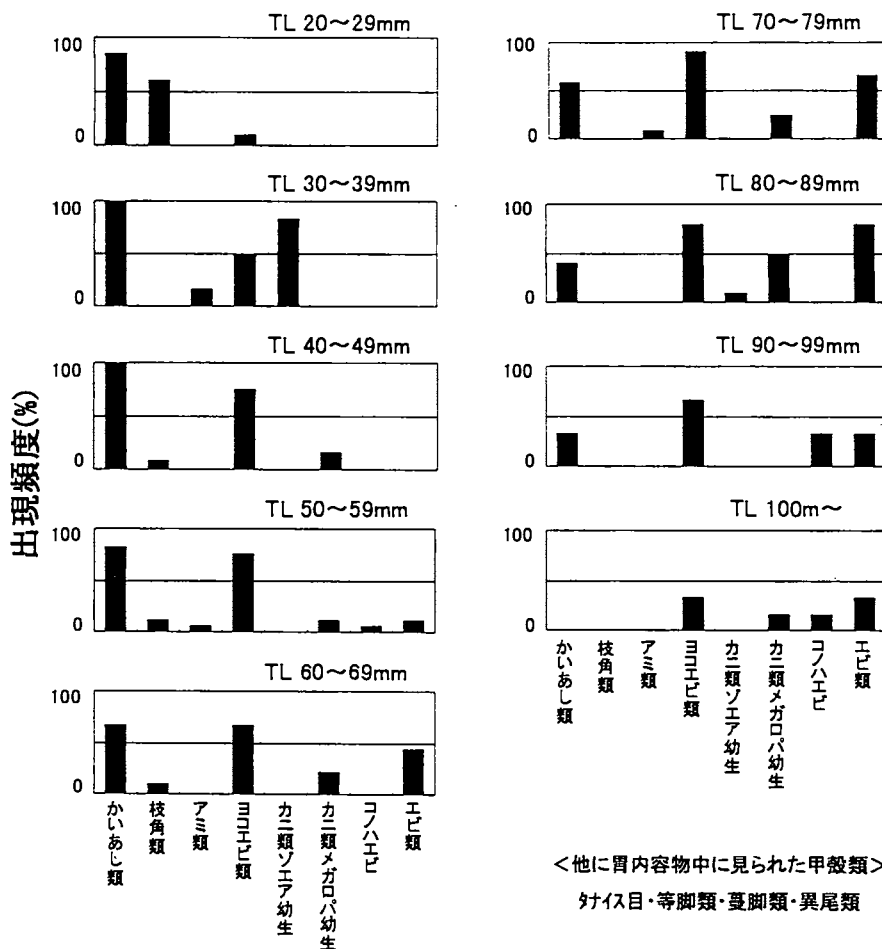 出現頻度(%)
TL 20～29mm
100
0
TL 30～39mm
100
0
TL 40～49mm
100
0
TL 50～59mm
100
0
TL 60～69mm
100
0
かいあし類
枝角類
アミ類
ヨコエビ類
カニ類ゾエア幼生
カニ類メガロパ幼生
コノハエビ
エビ類
TL 70～79mm
100
0
TL 80～89mm
100
0
TL 90～99mm
100
0
TL 100m～
100
0
かいあし類
枝角類
アミ類
ヨコエビ類
カニ類ゾエア幼生
カニ類メガロパ幼生
コノハエビ
エビ類
＜他に胃内容物中に見られた甲殻類＞
タナイス目・等脚類・蔓脚類・異尾類